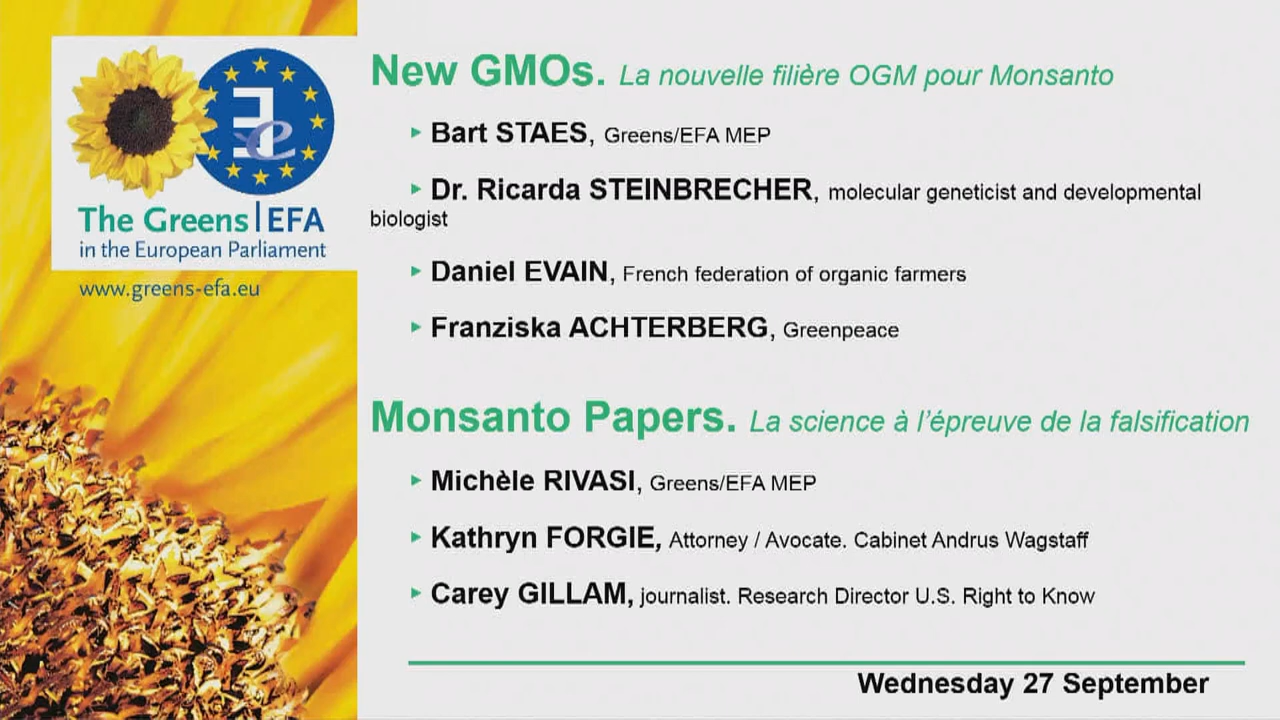 The Greens|EFA
in the European Parliament
www.greens-efa.eu
New GMOs. La nouvelle filière OGM pour Monsanto
Bart STAES, Greens/EFA MEP
Dr. Ricarda STEINBRECHER, molecular geneticist and developmental
biologist
Daniel EVAIN, French federation of organic farmers
Franziska ACHTERBERG, Greenpeace
Monsanto Papers. La science à l'épreuve de la falsification
Michèle RIVASI, Greens/EFA MEP
Kathryn FORGIE, Attorney / Avocate. Cabinet Andrus Wagstaff
Carey GILLAM, journalist. Research Director U.S. Right to Know
Wednesday 27 September